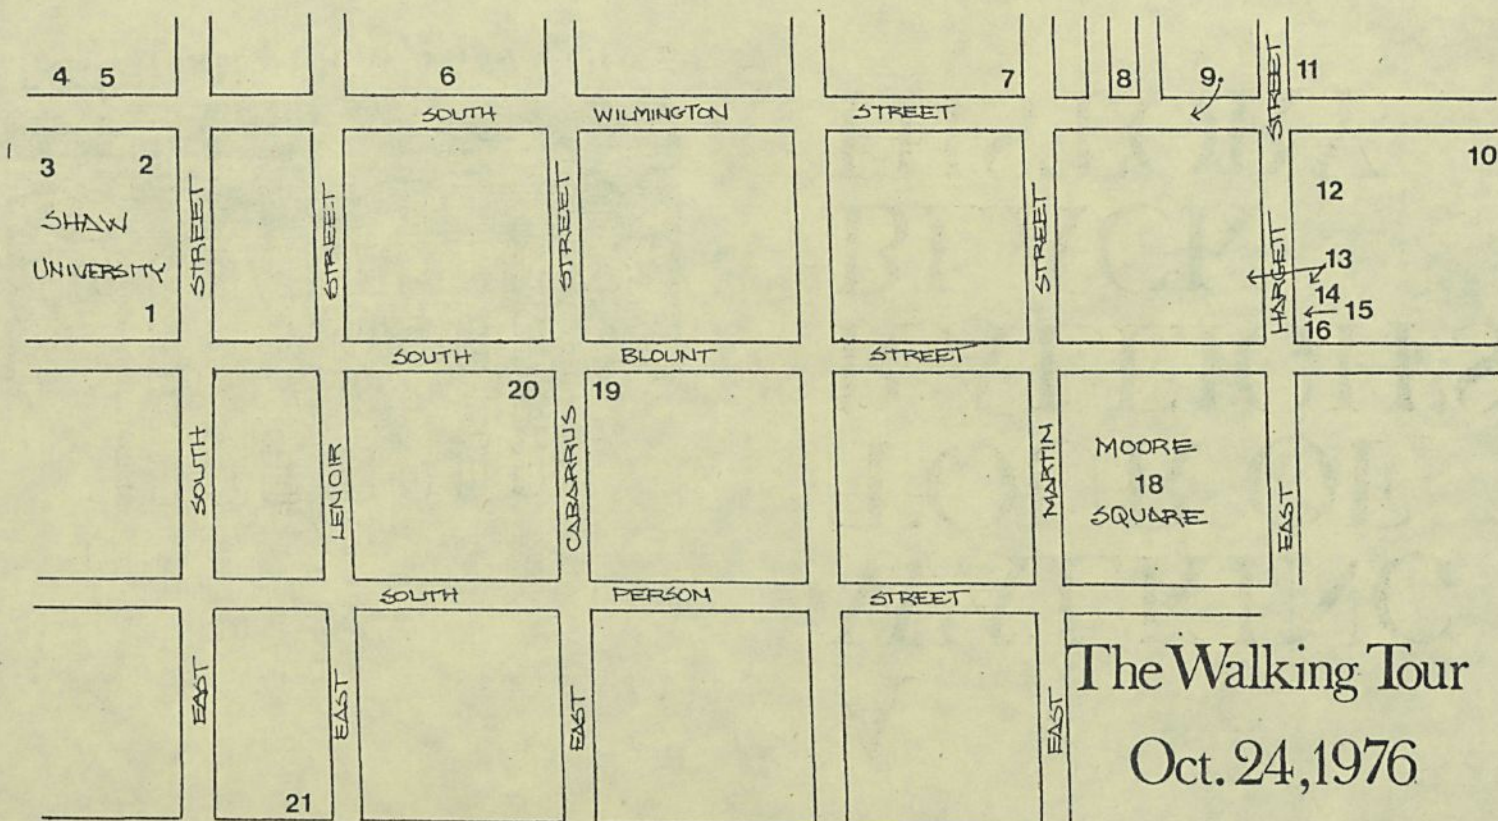 4 5 6 7 8 9. 11
SOUTH WILMINGTON STREET
STREET
3 2
SHAW
UNIVERSITY
1
STREET
STREET
STREET
STREET
HARGETT
10
12
13
14 15
16
SOUTH BLOUNT STREET
20 19
SOUTH
LENOIR
CABARRUS
MARTIN
MOORE
18
SQUARE
EAST
SOUTH PERSON STREET
EAST
EAST
EAST
EAST
21
The Walking Tour
Oct. 24, 1976